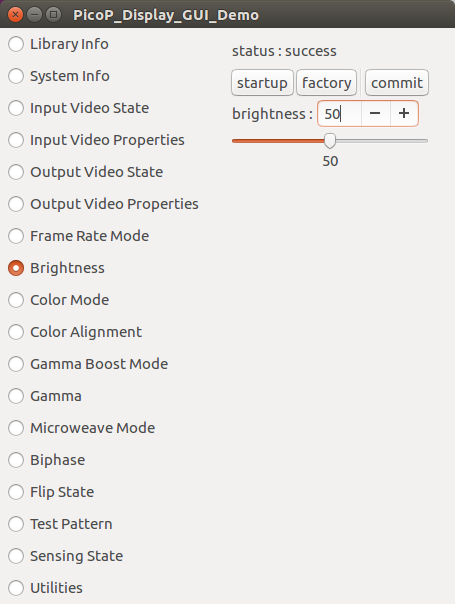 PicoP_Display_GUI_Demo
Library Info
System Info
Input Video State
Input Video Properties
Output Video State
Output Video Properties
Frame Rate Mode
Brightness
Color Mode
Color Alignment
Gamma Boost Mode
Gamma
Microweave Mode
Biphase
Flip State
Test Pattern
Sensing State
Utilities
status : success
startup factory commit
brightness : 50 − +
50